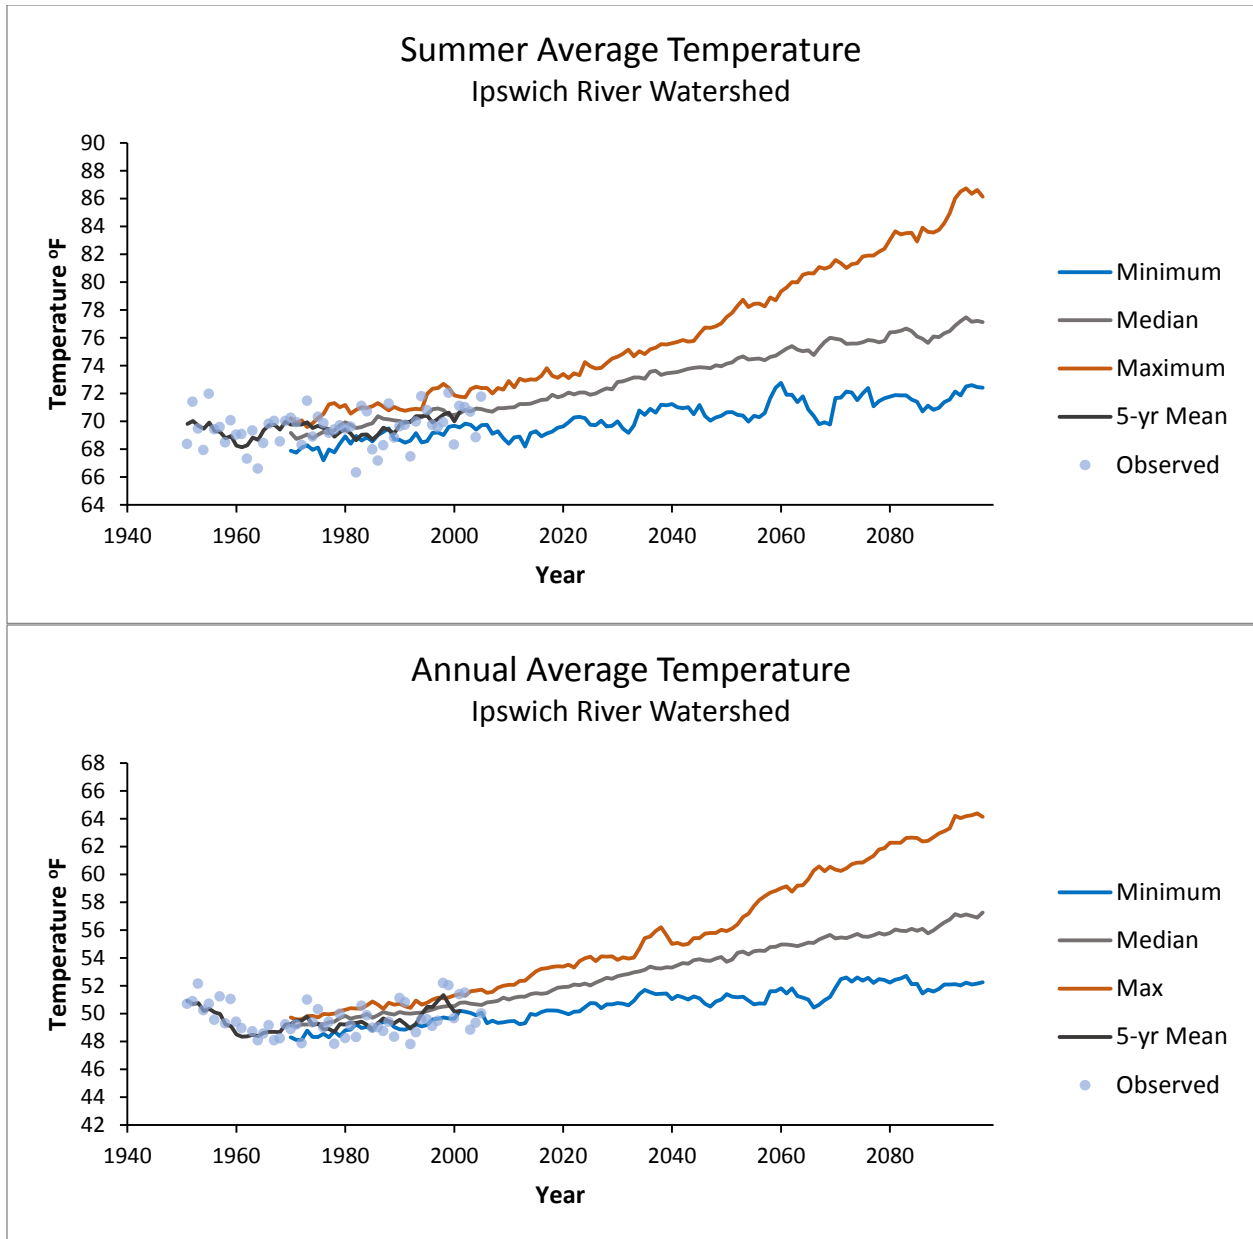 Summer Average Temperature
Ipswich River Watershed
90
88
86
84
82
80
78
76
74
72
70
68
66
64
Temperature ºF
1940 1960 1980 2000 2020 2040 2060 2080
Year
Minimum
Median
Maximum
5-yr Mean
Observed
Annual Average Temperature
Ipswich River Watershed
68
66
64
62
60
58
56
54
52
50
48
46
44
42
Temperature ºF
1940 1960 1980 2000 2020 2040 2060 2080
Year
Minimum
Median
Max
5-yr Mean
Observed